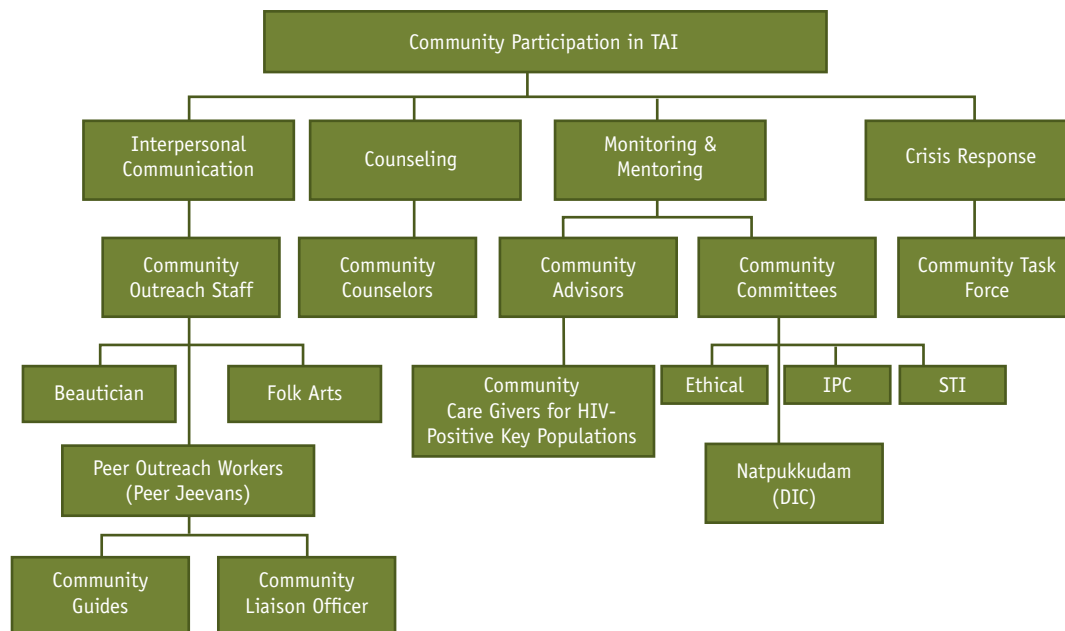 Community Participation in TAI
Interpersonal
Communication
Counseling
Monitoring &
Mentoring
Crisis Response
Community
Outreach Staff
Community
Counselors
Community
Advisors
Community
Committees
Community Task
Force
Beautician
Folk Arts
Community
Care Givers for HIV-
Positive Key Populations
Ethical
IPC
STI
Peer Outreach Workers
(Peer Jeevans)
Natpukkudam
(DIC)
Community
Guides
Community
Liaison Officer